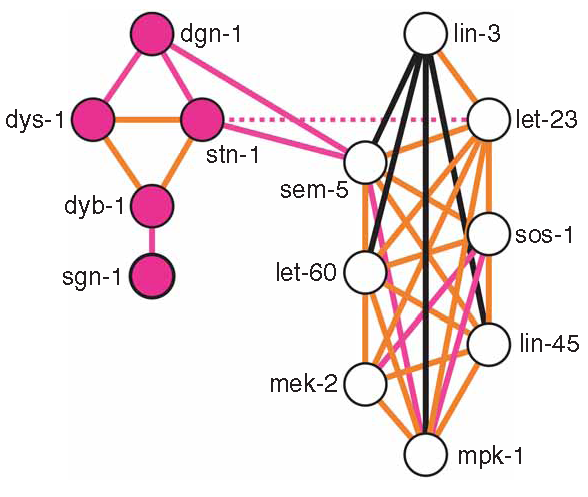 dgn-1
lin-3
dys-1
let-23
stn-1
sem-5
dyb-1
sos-1
sgn-1
let-60
lin-45
mek-2
mpk-1